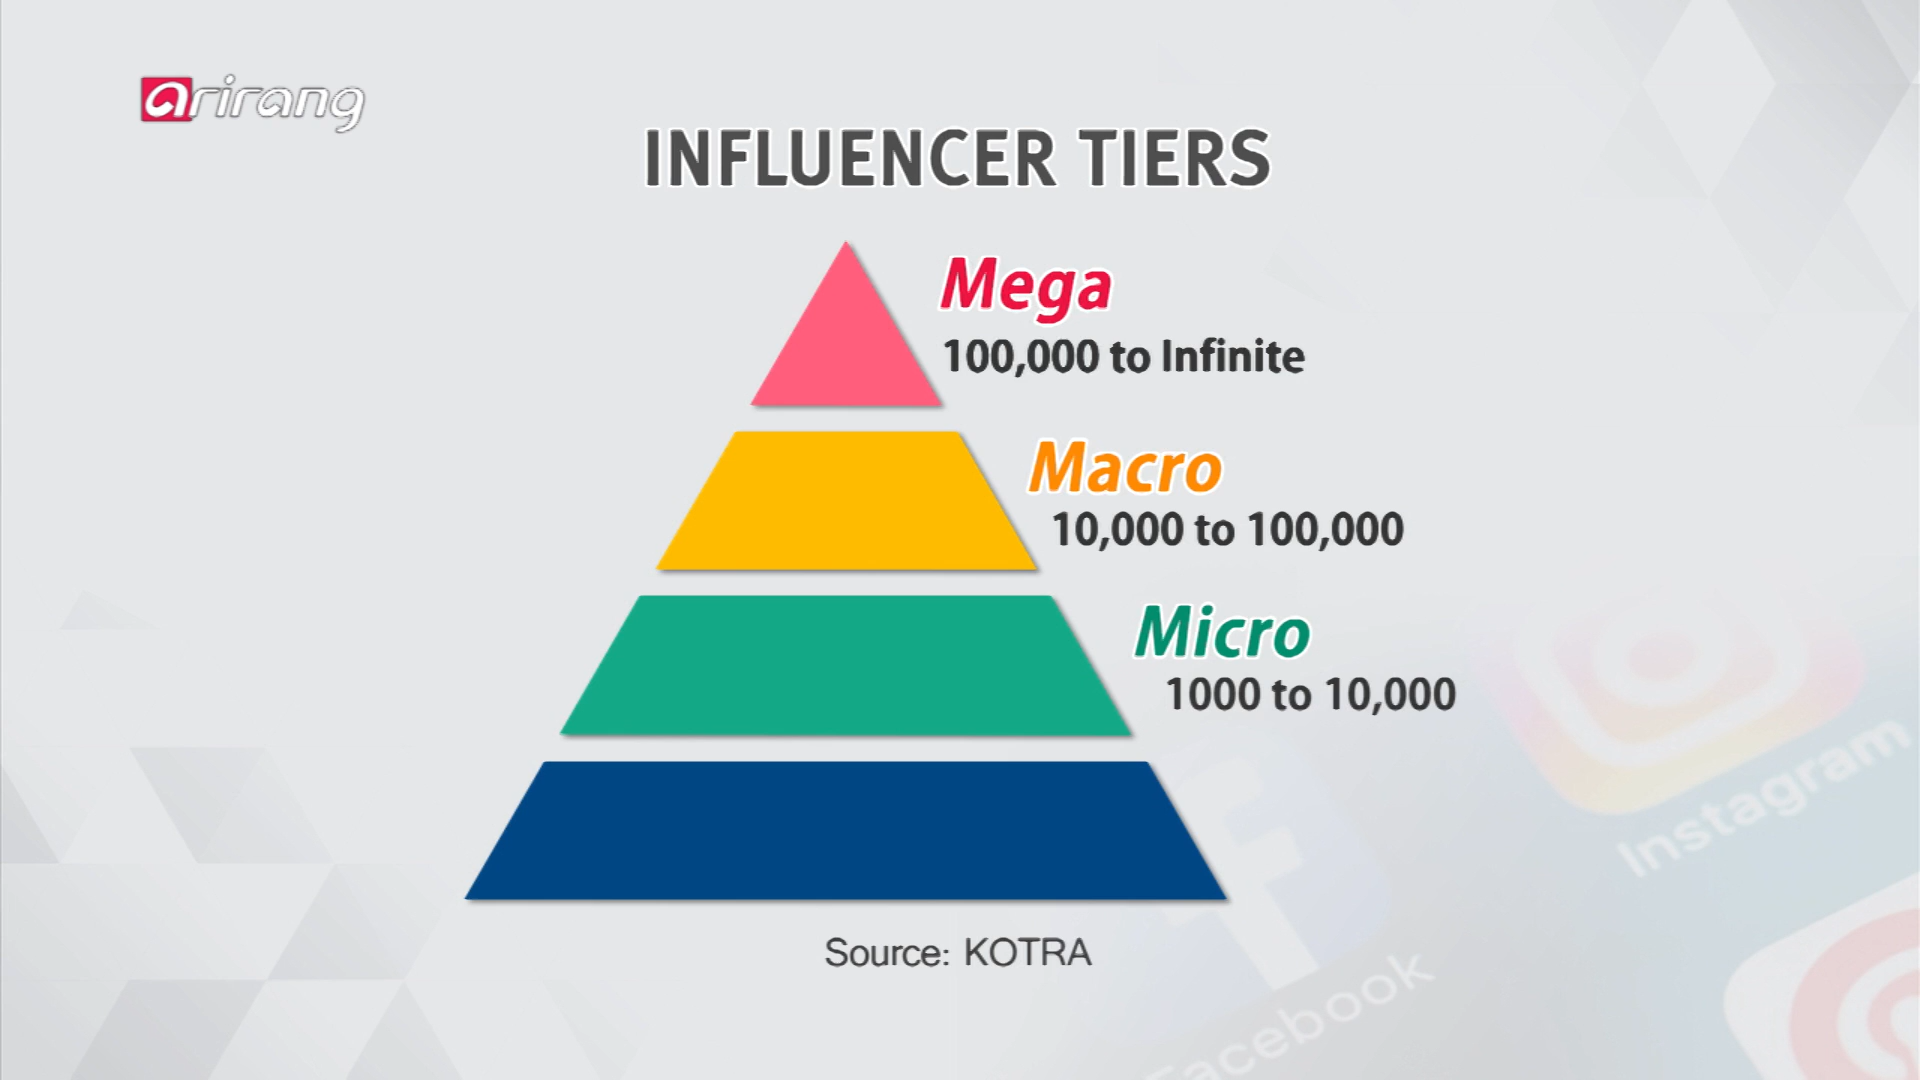 arirang
INFLUENCER TIERS
Mega
100,000 to Infinite
Macro
10,000 to 100,000
Micro
1000 to 10,000
Instagram
Source: KOTRA
Facebook